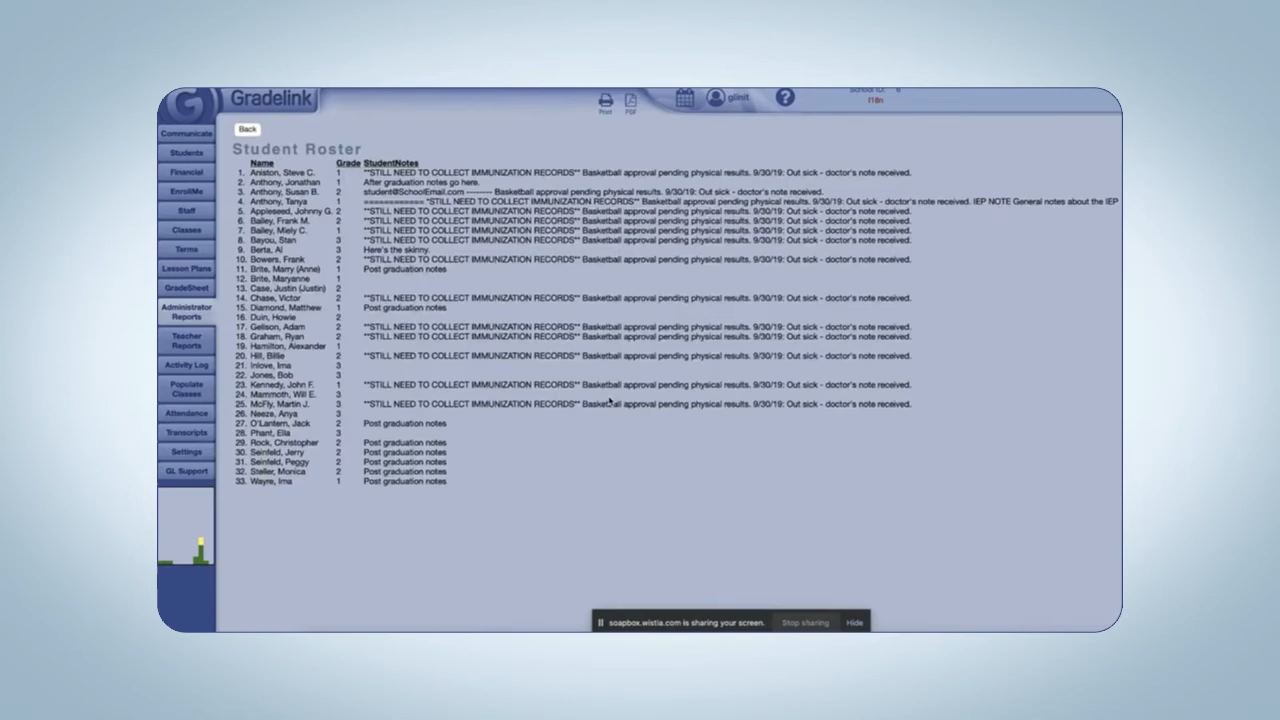 Gradelink
Print
PDF
glinit
?
School ID: 6
I18n
Communicate
Students
Financial
EnrollMe
Staff
Classes
Terms
Lesson Plans
GradeSheet
Administrator
Reports
Teacher
Reports
Activity Log
Populate
Classes
Attendance
Transcripts
Settings
GL Support
Back
Student Roster
Name Grade StudentNotes
1. Aniston, Steve C. 1 **STILL NEED TO COLLECT IMMUNIZATION RECORDS** Basketball approval pending physical results. 9/30/19: Out sick - doctor's note received.
2. Anthony, Jonathan 1 After graduation notes go here.
3. Anthony, Susan B. 2 student@SchoolEmail.com -------- Basketball approval pending physical results. 9/30/19: Out sick - doctor's note received.
4. Anthony, Tanya 1 ============ *STILL NEED TO COLLECT IMMUNIZATION RECORDS** Basketball approval pending physical results. 9/30/19: Out sick - doctor's note received. IEP NOTE General notes about the IEP
5. Appleseed, Johnny G. 2 **STILL NEED TO COLLECT IMMUNIZATION RECORDS** Basketball approval pending physical results. 9/30/19: Out sick - doctor's note received.
6. Bailey, Frank M. 2 **STILL NEED TO COLLECT IMMUNIZATION RECORDS** Basketball approval pending physical results. 9/30/19: Out sick - doctor's note received.
7. Bailey, Miely C. 1 **STILL NEED TO COLLECT IMMUNIZATION RECORDS** Basketball approval pending physical results. 9/30/19: Out sick - doctor's note received.
8. Bayou, Stan 3 **STILL NEED TO COLLECT IMMUNIZATION RECORDS** Basketball approval pending physical results. 9/30/19: Out sick - doctor's note received.
9. Berta, Al 3 Here's the skinny.
10. Bowers, Frank 2 **STILL NEED TO COLLECT IMMUNIZATION RECORDS** Basketball approval pending physical results. 9/30/19: Out sick - doctor's note received.
11. Brite, Marry (Anne) 1 Post graduation notes
12. Brite, Maryanne 1
13. Case, Justin (Justin) 2
14. Chase, Victor 2 **STILL NEED TO COLLECT IMMUNIZATION RECORDS** Basketball approval pending physical results. 9/30/19: Out sick - doctor's note received.
15. Diamond, Matthew 1 Post graduation notes
16. Duin, Howie 2
17. Gelison, Adam 2 **STILL NEED TO COLLECT IMMUNIZATION RECORDS** Basketball approval pending physical results. 9/30/19: Out sick - doctor's note received.
18. Graham, Ryan 2 **STILL NEED TO COLLECT IMMUNIZATION RECORDS** Basketball approval pending physical results. 9/30/19: Out sick - doctor's note received.
19. Hamilton, Alexander 1
20. Hill, Billie 2 **STILL NEED TO COLLECT IMMUNIZATION RECORDS** Basketball approval pending physical results. 9/30/19: Out sick - doctor's note received.
21. Inlove, Ima 3
22. Jones, Bob 3
23. Kennedy, John F. 1 **STILL NEED TO COLLECT IMMUNIZATION RECORDS** Basketball approval pending physical results. 9/30/19: Out sick - doctor's note received.
24. Mammoth, Will E. 3
25. McFly, Martin J. 3 **STILL NEED TO COLLECT IMMUNIZATION RECORDS** Basketball approval pending physical results. 9/30/19: Out sick - doctor's note received.
26. Neeze, Anya 3
27. O'Lantern, Jack 2 Post graduation notes
28. Phant, Ella 3
29. Rock, Christopher 2 Post graduation notes
30. Seinfeld, Jerry 2 Post graduation notes
31. Seinfeld, Peggy 2 Post graduation notes
32. Steller, Monica 2 Post graduation notes
33. Wayre, Ima 1 Post graduation notes
soapbox.wistia.com is sharing your screen. Stop sharing Hide